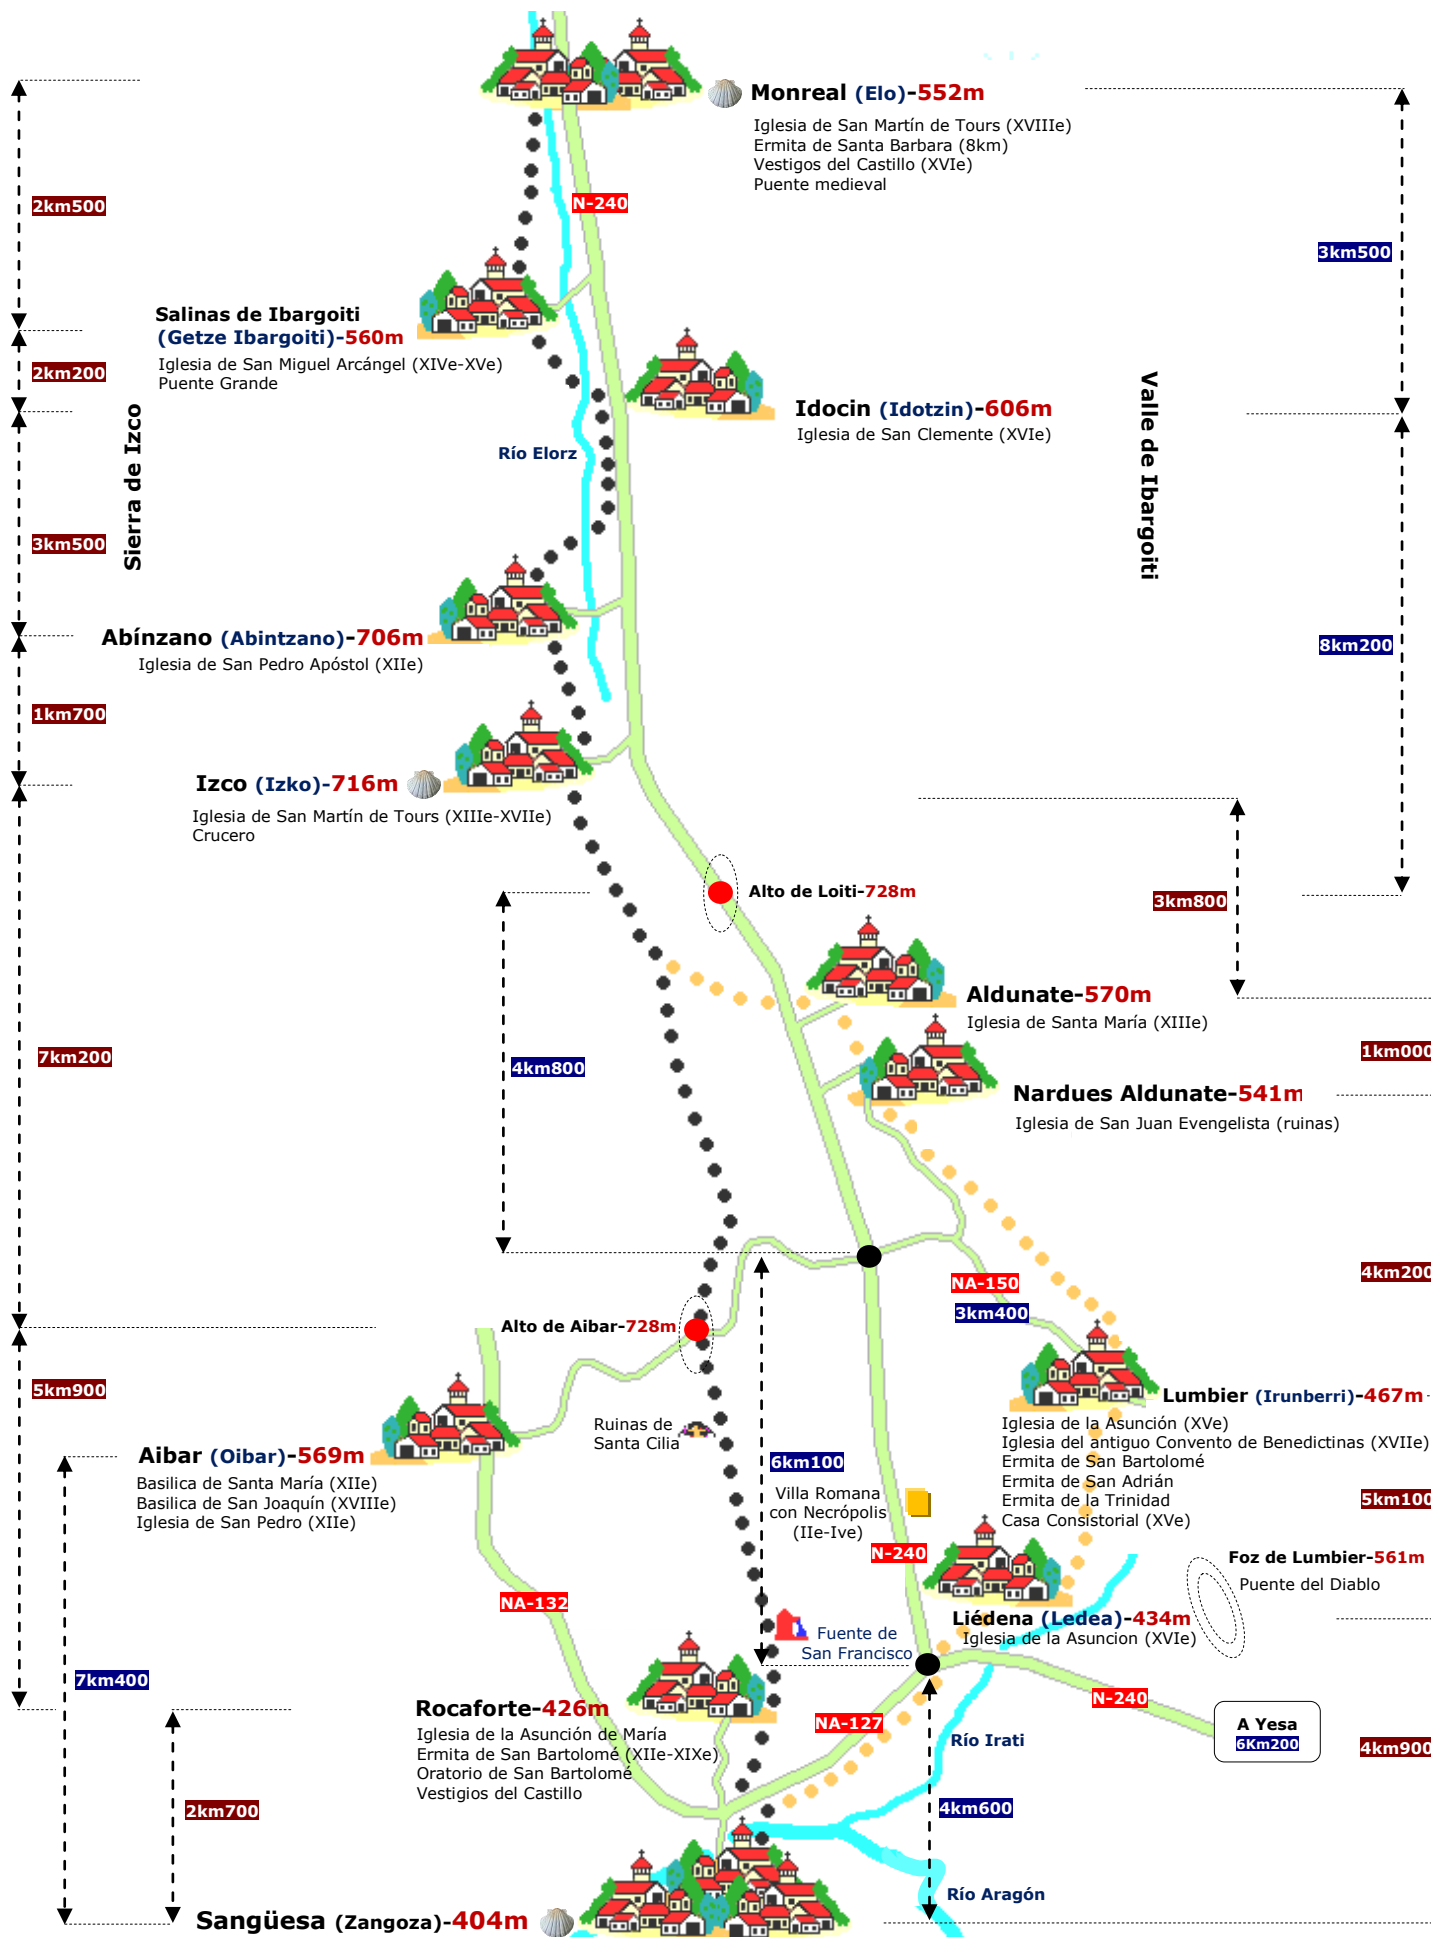 Monreal (Elo)-552m
Iglesia de San Martín de Tours (XVIIIe)
Ermita de Santa Barbara (8km)
Vestigos del Castillo (XVIe)
Puente medieval
2km500
N-240
3km500
Salinas de Ibargoiti
(Getze Ibargoiti)-560m
Iglesia de San Miguel Arcángel (XIVe-XVe)
Puente Grande
2km200
Sierra de Izco
Valle de Ibargoiti
Idocin (Idotzin)-606m
Iglesia de San Clemente (XVIe)
Río Elorz
3km500
Abínzano (Abintzano)-706m
Iglesia de San Pedro Apóstol (XIIe)
8km200
1km700
Izco (Izko)-716m
Iglesia de San Martín de Tours (XIIIe-XVIIe)
Crucero
Alto de Loiti-728m
3km800
Aldunate-570m
Iglesia de Santa María (XIIIe)
7km200
4km800
1km000
Nardues Aldunate-541m
Iglesia de San Juan Evengelista (ruinas)
4km200
NA-150
3km400
Alto de Aibar-728m
5km900
Lumbier (Irunberri)-467m
Iglesia de la Asunción (XVe)
Iglesia del antiguo Convento de Benedictinas (XVIIe)
Ermita de San Bartolomé
Ermita de San Adrián
Ermita de la Trinidad
Casa Consistorial (XVe)
Ruinas de
Santa Cilia
Aibar (Oibar)-569m
Basilica de Santa María (XIIe)
Basilica de San Joaquín (XVIIIe)
Iglesia de San Pedro (XIIe)
6km100
Villa Romana
con Necrópolis
(IIe-Ive)
5km100
N-240
Foz de Lumbier-561m
Puente del Diablo
NA-132
Liédena (Ledea)-434m
Iglesia de la Asuncion (XVIe)
Fuente de
San Francisco
7km400
Rocaforte-426m
Iglesia de la Asunción de María
Ermita de San Bartolomé (XIIe-XIXe)
Oratorio de San Bartolomé
Vestigios del Castillo
NA-127
N-240
A Yesa
6Km200
Río Irati
4km900
2km700
4km600
Río Aragón
Sangüesa (Zangoza)-404m